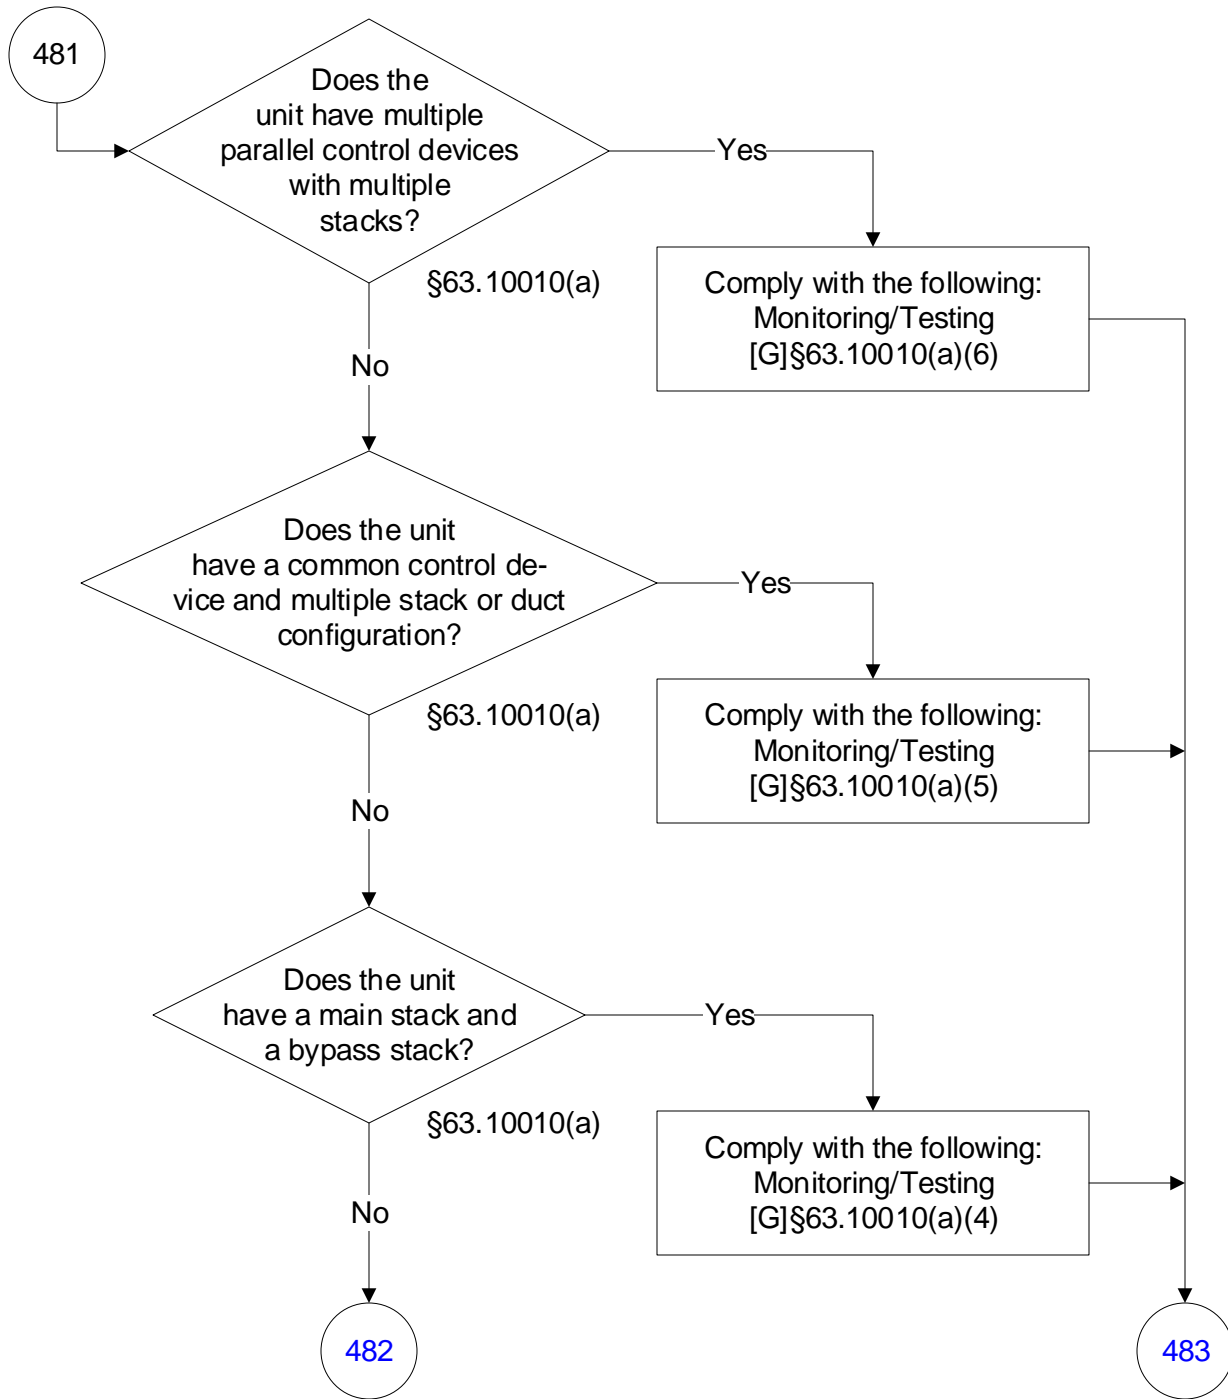 481
Does the
unit have multiple
parallel control devices
with multiple
stacks?
Yes
§63.10010(a)
Comply with the following:
Monitoring/Testing
[G]§63.10010(a)(6)
No
Does the unit
have a common control de-
vice and multiple stack or duct
configuration?
Yes
§63.10010(a)
Comply with the following:
Monitoring/Testing
[G]§63.10010(a)(5)
No
Does the unit
have a main stack and
a bypass stack?
Yes
§63.10010(a)
Comply with the following:
Monitoring/Testing
[G]§63.10010(a)(4)
No
482
483